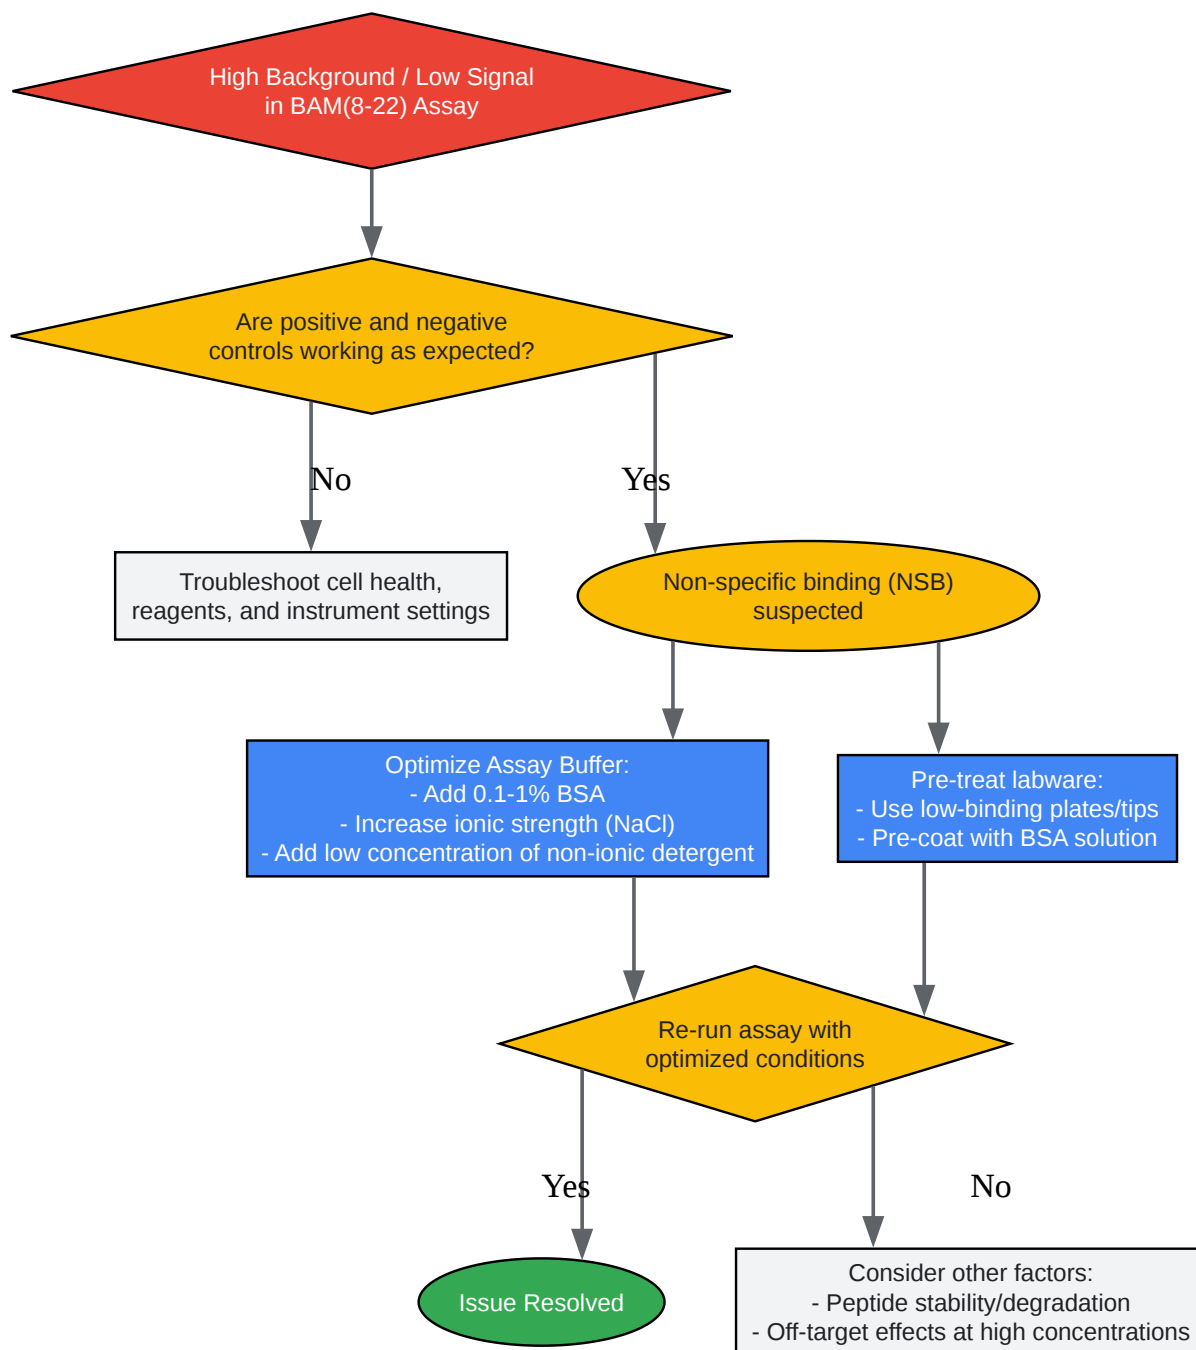 High Background / Low Signal
in BAM(8-22) Assay
Are positive and negative
controls working as expected?
No
Yes
Troubleshoot cell health,
reagents, and instrument settings
Non-specific binding (NSB)
suspected
Optimize Assay Buffer:
- Add 0.1-1% BSA
- Increase ionic strength (NaCl)
- Add low concentration of non-ionic detergent
Pre-treat labware:
- Use low-binding plates/tips
- Pre-coat with BSA solution
Re-run assay with
optimized conditions
Yes
No
Issue Resolved
Consider other factors:
- Peptide stability/degradation
- Off-target effects at high concentrations